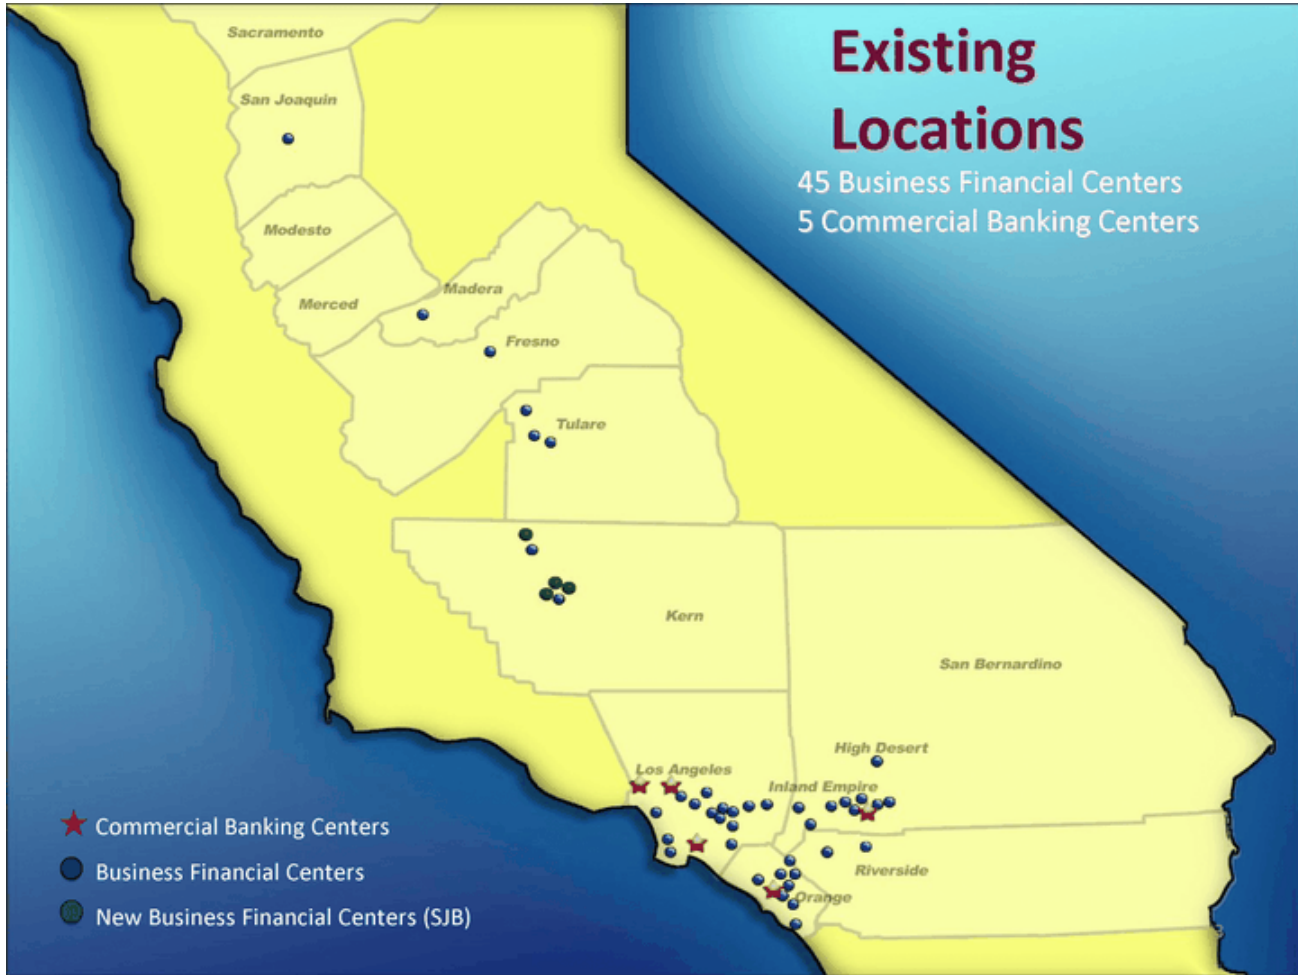 Existing
Locations
45 Business Financial Centers
5 Commercial Banking Centers
Sacramento
San Joaquin
Modesto
Merced
Madera
Fresno
Tulare
Kern
San Bernardino
High Desert
Los Angeles
Inland Empire
Riverside
Orange
Commercial Banking Centers
Business Financial Centers
New Business Financial Centers (SJB)